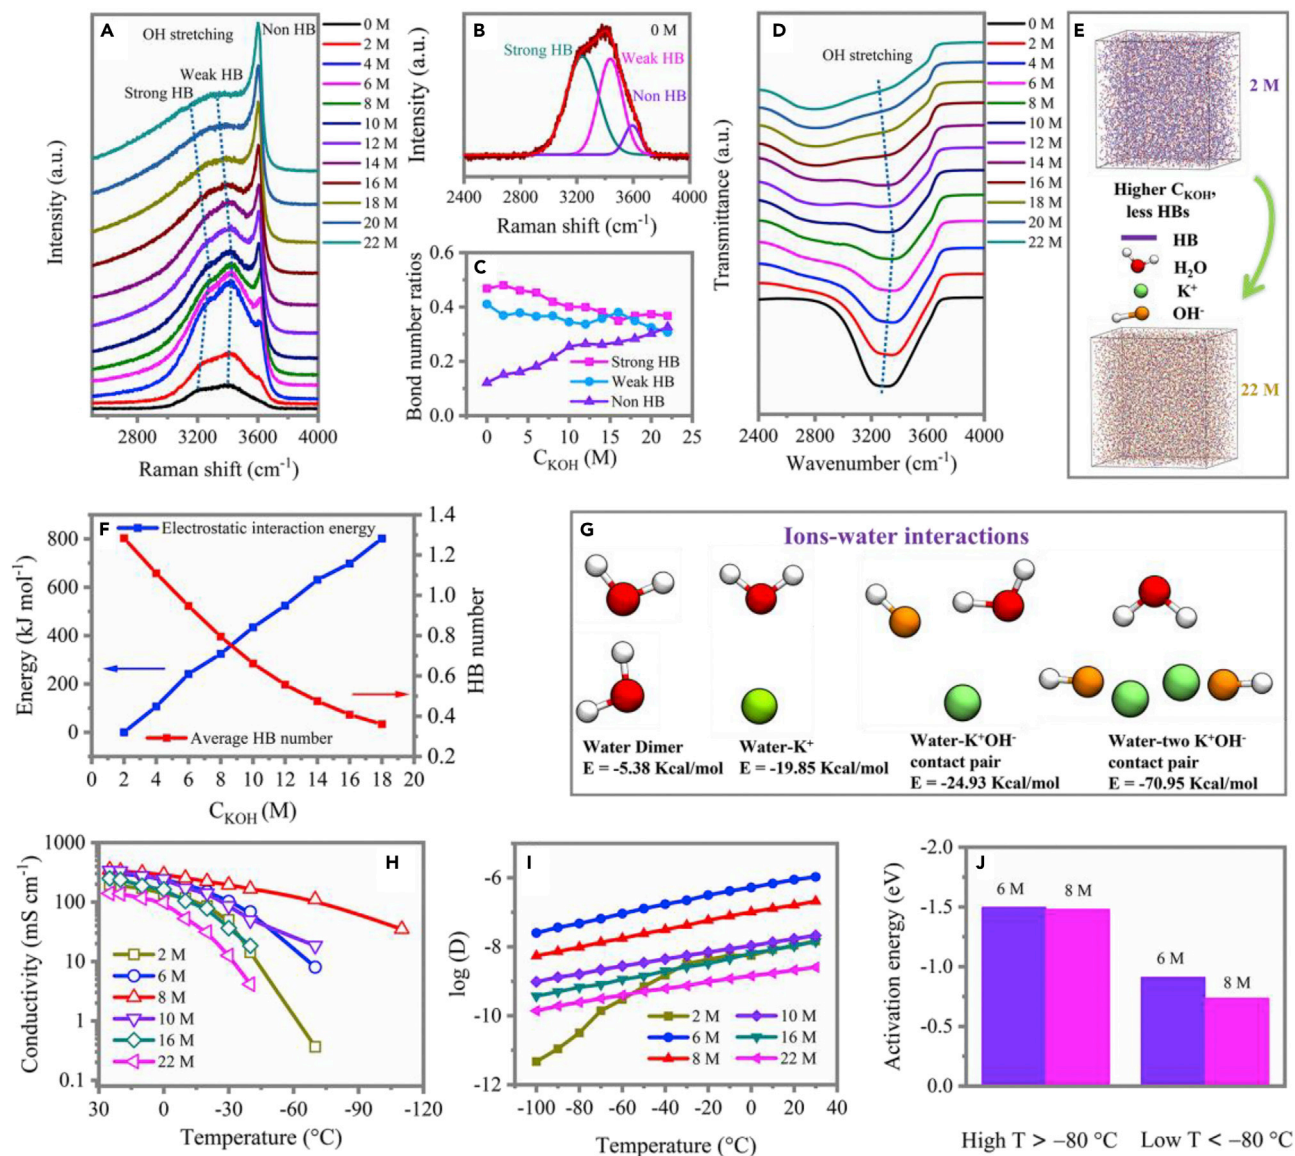 A
OH stretching
Non HB
Weak HB
Strong HB
0 M
2 M
4 M
6 M
8 M
10 M
12 M
14 M
16 M
18 M
20 M
22 M
Intensity (a.u.)
2800 3200 3600 4000
Raman shift (cm⁻¹)
B
0 M
Strong HB
Weak HB
Non HB
Intensity (a.u.)
2400 2800 3200 3600 4000
Raman shift (cm⁻¹)
C
0.6
0.4
0.2
0.0
Bond number ratios
Strong HB
Weak HB
Non HB
0 5 10 15 20 25
C_KOH (M)
D
OH stretching
0 M
2 M
4 M
6 M
8 M
10 M
12 M
14 M
16 M
18 M
20 M
22 M
Transmittance (a.u.)
2400 2800 3200 3600 4000
Wavenumber (cm⁻¹)
E
2 M
Higher C_KOH,
less HBs
HB
H₂O
K⁺
OH⁻
22 M
F
Electrostatic interaction energy
Average HB number
800
600
400
200
0
Energy (kJ mol⁻¹)
1.4
1.2
1.0
0.8
0.6
0.4
0.2
HB number
0 2 4 6 8 10 12 14 16 18 20
C_KOH (M)
G
Ions-water interactions
Water Dimer
E = -5.38 Kcal/mol
Water-K⁺
E = -19.85 Kcal/mol
Water-K⁺OH⁻
contact pair
E = -24.93 Kcal/mol
Water-two K⁺OH⁻
contact pair
E = -70.95 Kcal/mol
H
1000
100
10
1
0.1
Conductivity (mS cm⁻¹)
2 M
6 M
8 M
10 M
16 M
22 M
30 0 -30 -60 -90 -120
Temperature (°C)
I
-6
-8
-10
-12
log (D)
2 M
6 M
8 M
10 M
16 M
22 M
-100 -80 -60 -40 -20 0 20 40
Temperature (°C)
J
-2.0
-1.5
-1.0
-0.5
0.0
Activation energy (eV)
6 M
8 M
6 M
8 M
High T > −80 °C
Low T < −80 °C